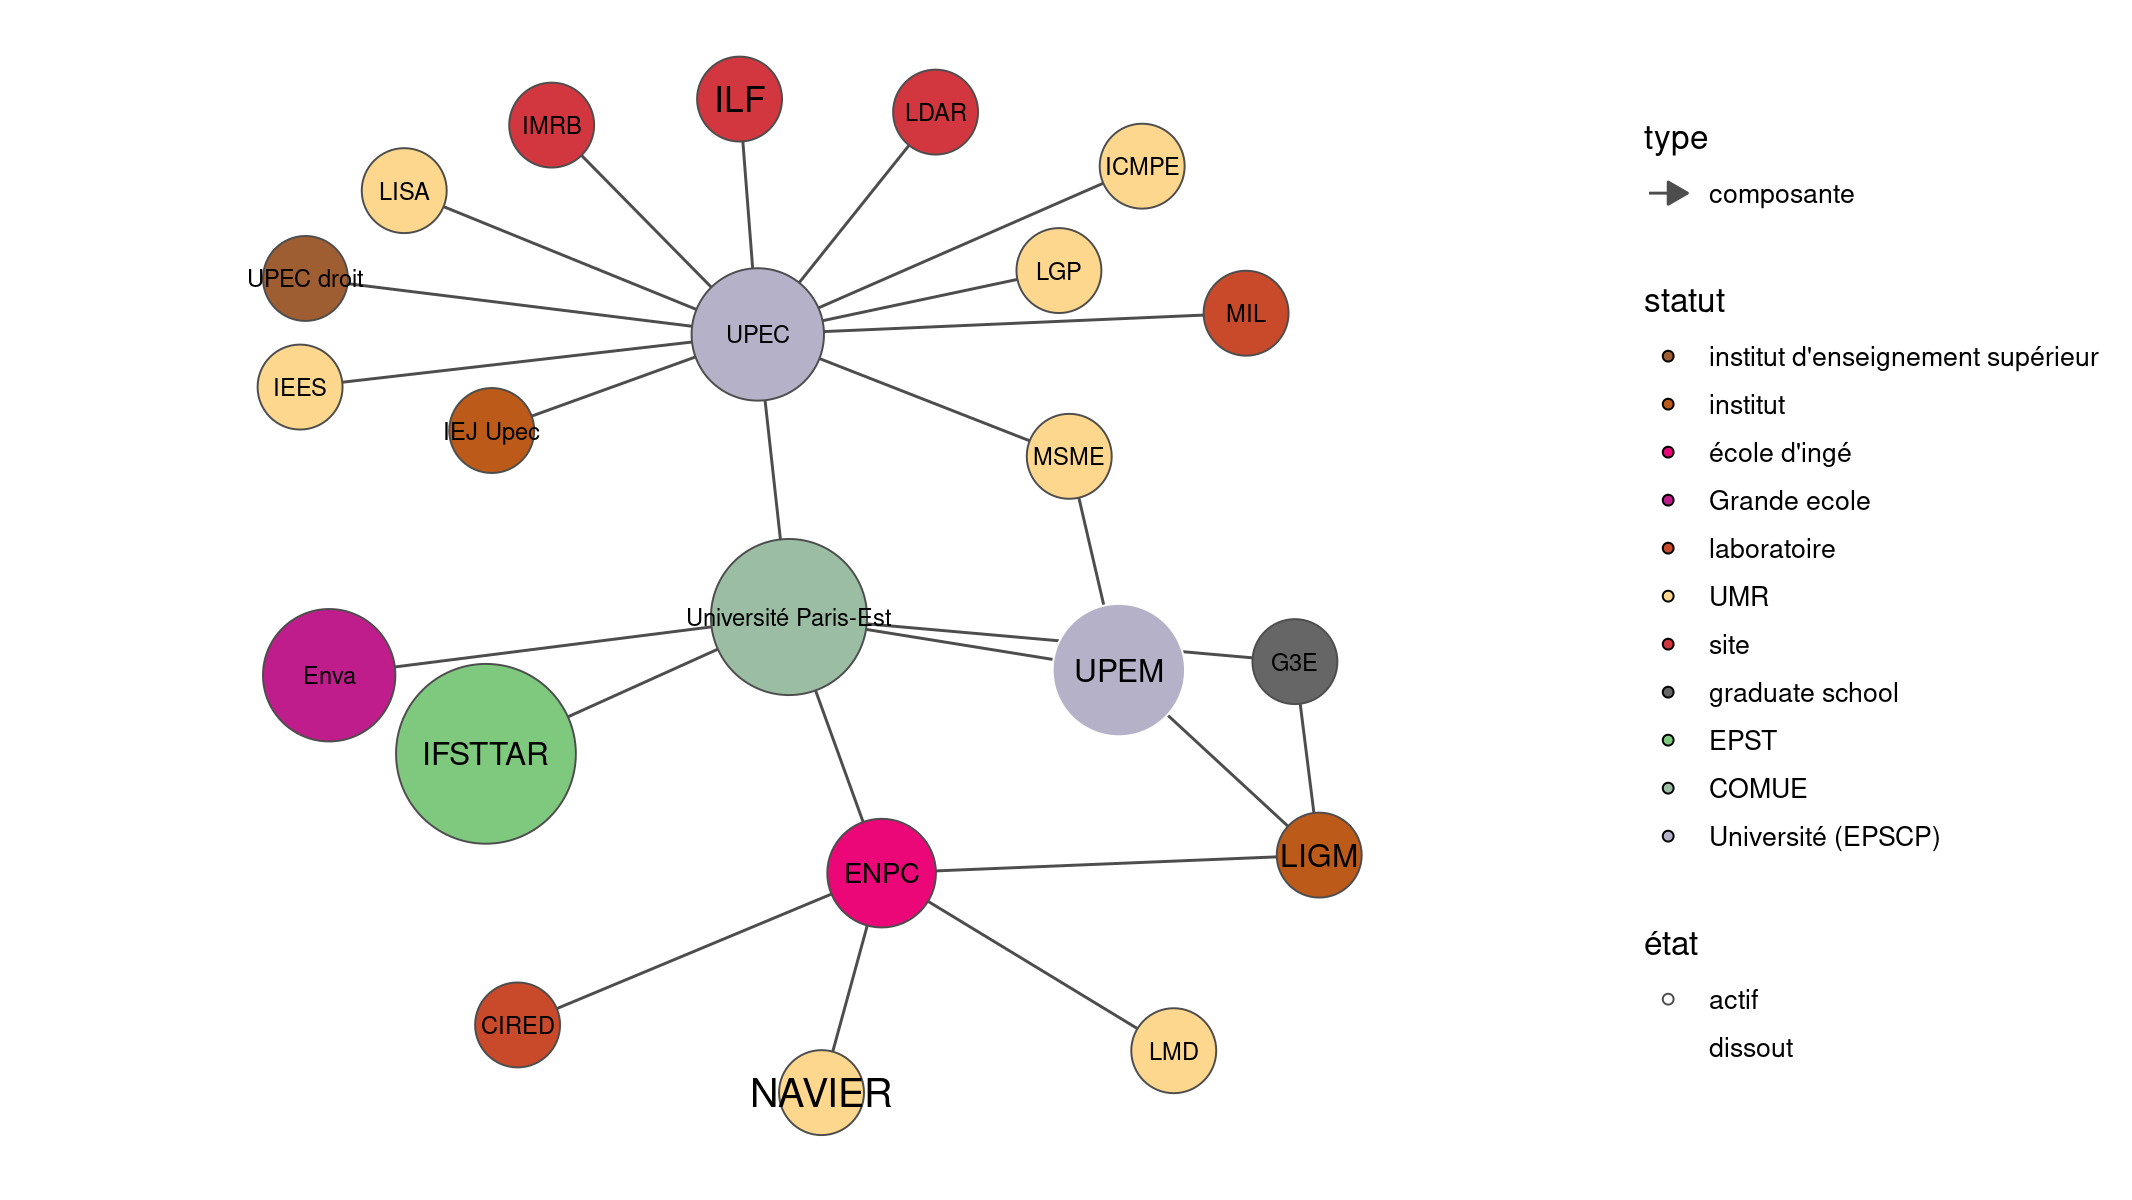 ILF
LDAR
IMRB
ICMPE
LISA
LGP
UPEC droit
MIL
UPEC
IEES
IEJ Upec
MSME
Université Paris-Est
Enva
UPEM
G3E
IFSTTAR
LIGM
ENPC
CIRED
LMD
NAVIER
type
composante
statut
institut d'enseignement supérieur
institut
école d'ingé
Grande ecole
laboratoire
UMR
site
graduate school
EPST
COMUE
Université (EPSCP)
état
actif
dissout